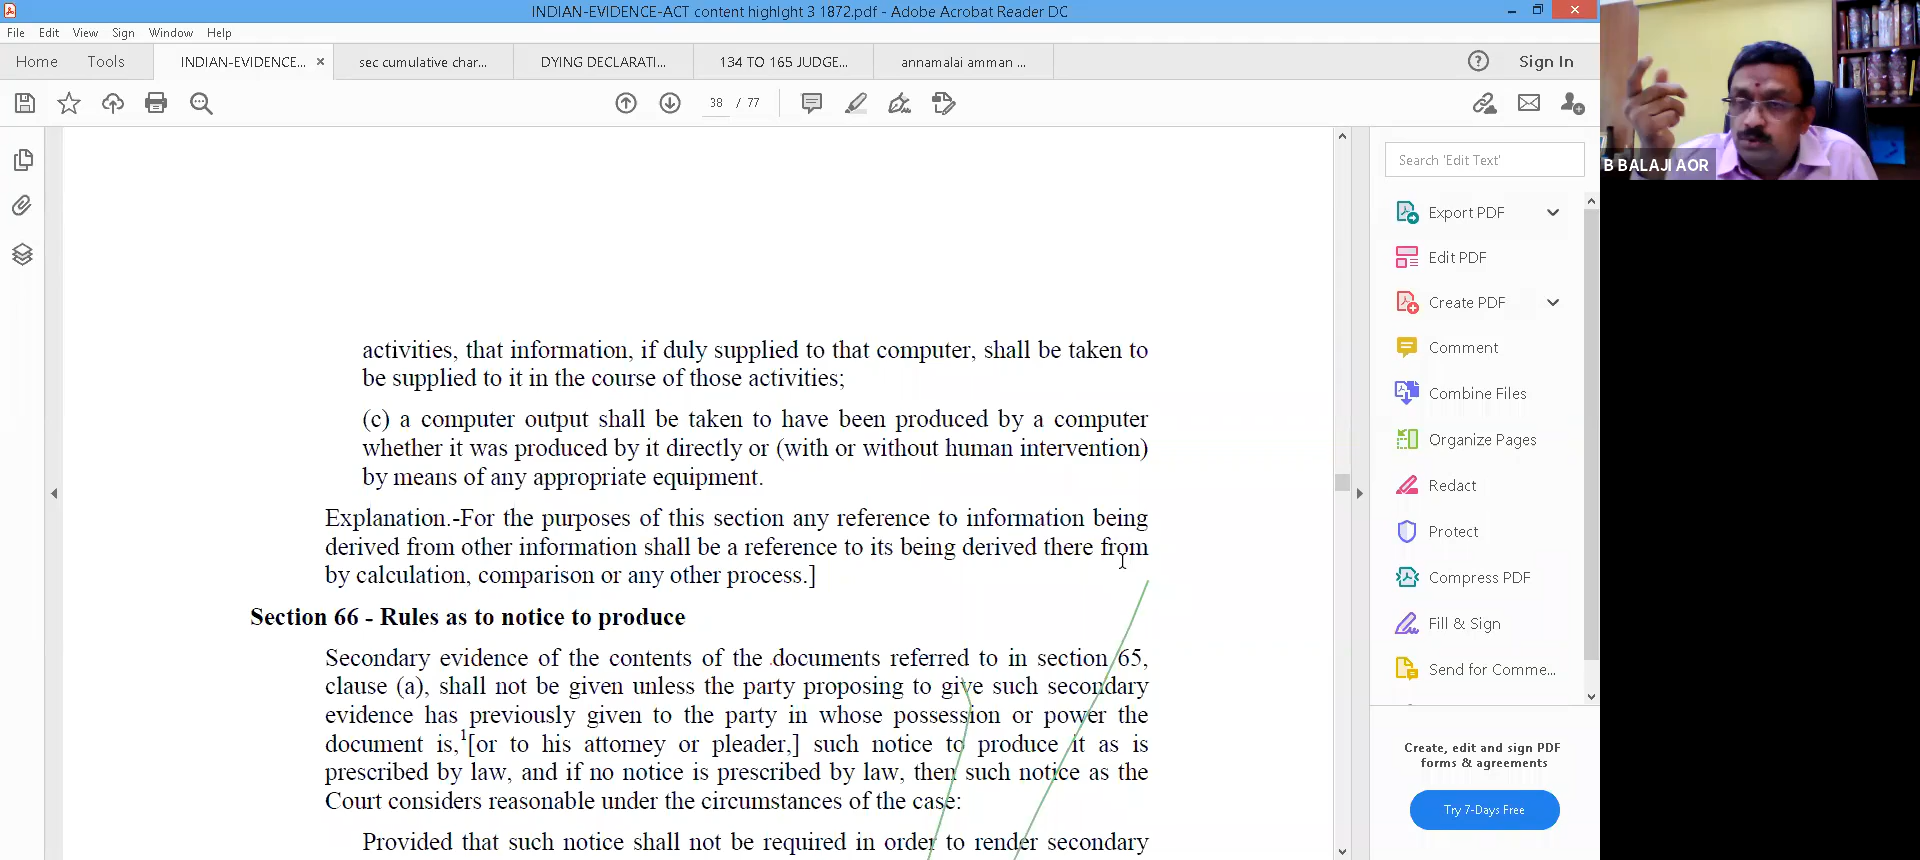 INDIAN-EVIDENCE-ACT content highlght 3 1872.pdf - Adobe Acrobat Reader DC
File Edit View Sign Window Help
Home Tools INDIAN-EVIDENCE... × sec cumulative char... DYING DECLARATI... 134 TO 165 JUDGE... annamalai amman ... Sign In
38 / 77
B BALAJI AOR
Search 'Edit Text'
Export PDF
Edit PDF
Create PDF
Comment
Combine Files
Organize Pages
Redact
Protect
Compress PDF
Fill & Sign
Send for Comme...
Create, edit and sign PDF
forms & agreements
Try 7-Days Free
activities, that information, if duly supplied to that computer, shall be taken to
be supplied to it in the course of those activities;
(c) a computer output shall be taken to have been produced by a computer
whether it was produced by it directly or (with or without human intervention)
by means of any appropriate equipment.
Explanation.-For the purposes of this section any reference to information being
derived from other information shall be a reference to its being derived there from
by calculation, comparison or any other process.]
Section 66 - Rules as to notice to produce
Secondary evidence of the contents of the documents referred to in section 65,
clause (a), shall not be given unless the party proposing to give such secondary
evidence has previously given to the party in whose possession or power the
document is,1[or to his attorney or pleader,] such notice to produce it as is
prescribed by law, and if no notice is prescribed by law, then such notice as the
Court considers reasonable under the circumstances of the case:
Provided that such notice shall not be required in order to render secondary